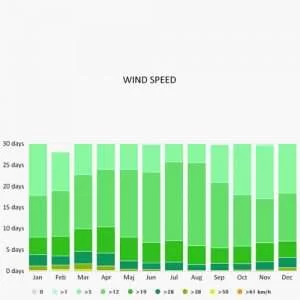 WIND SPEED
30 days
25 days
20 days
15 days
10 days
5 days
0 days
Jan Feb Mar Apr May Jun Jul Aug Sep Oct Nov Dec
0 >1 >5 >12 >19 >28 >38 >50 >61 km/h